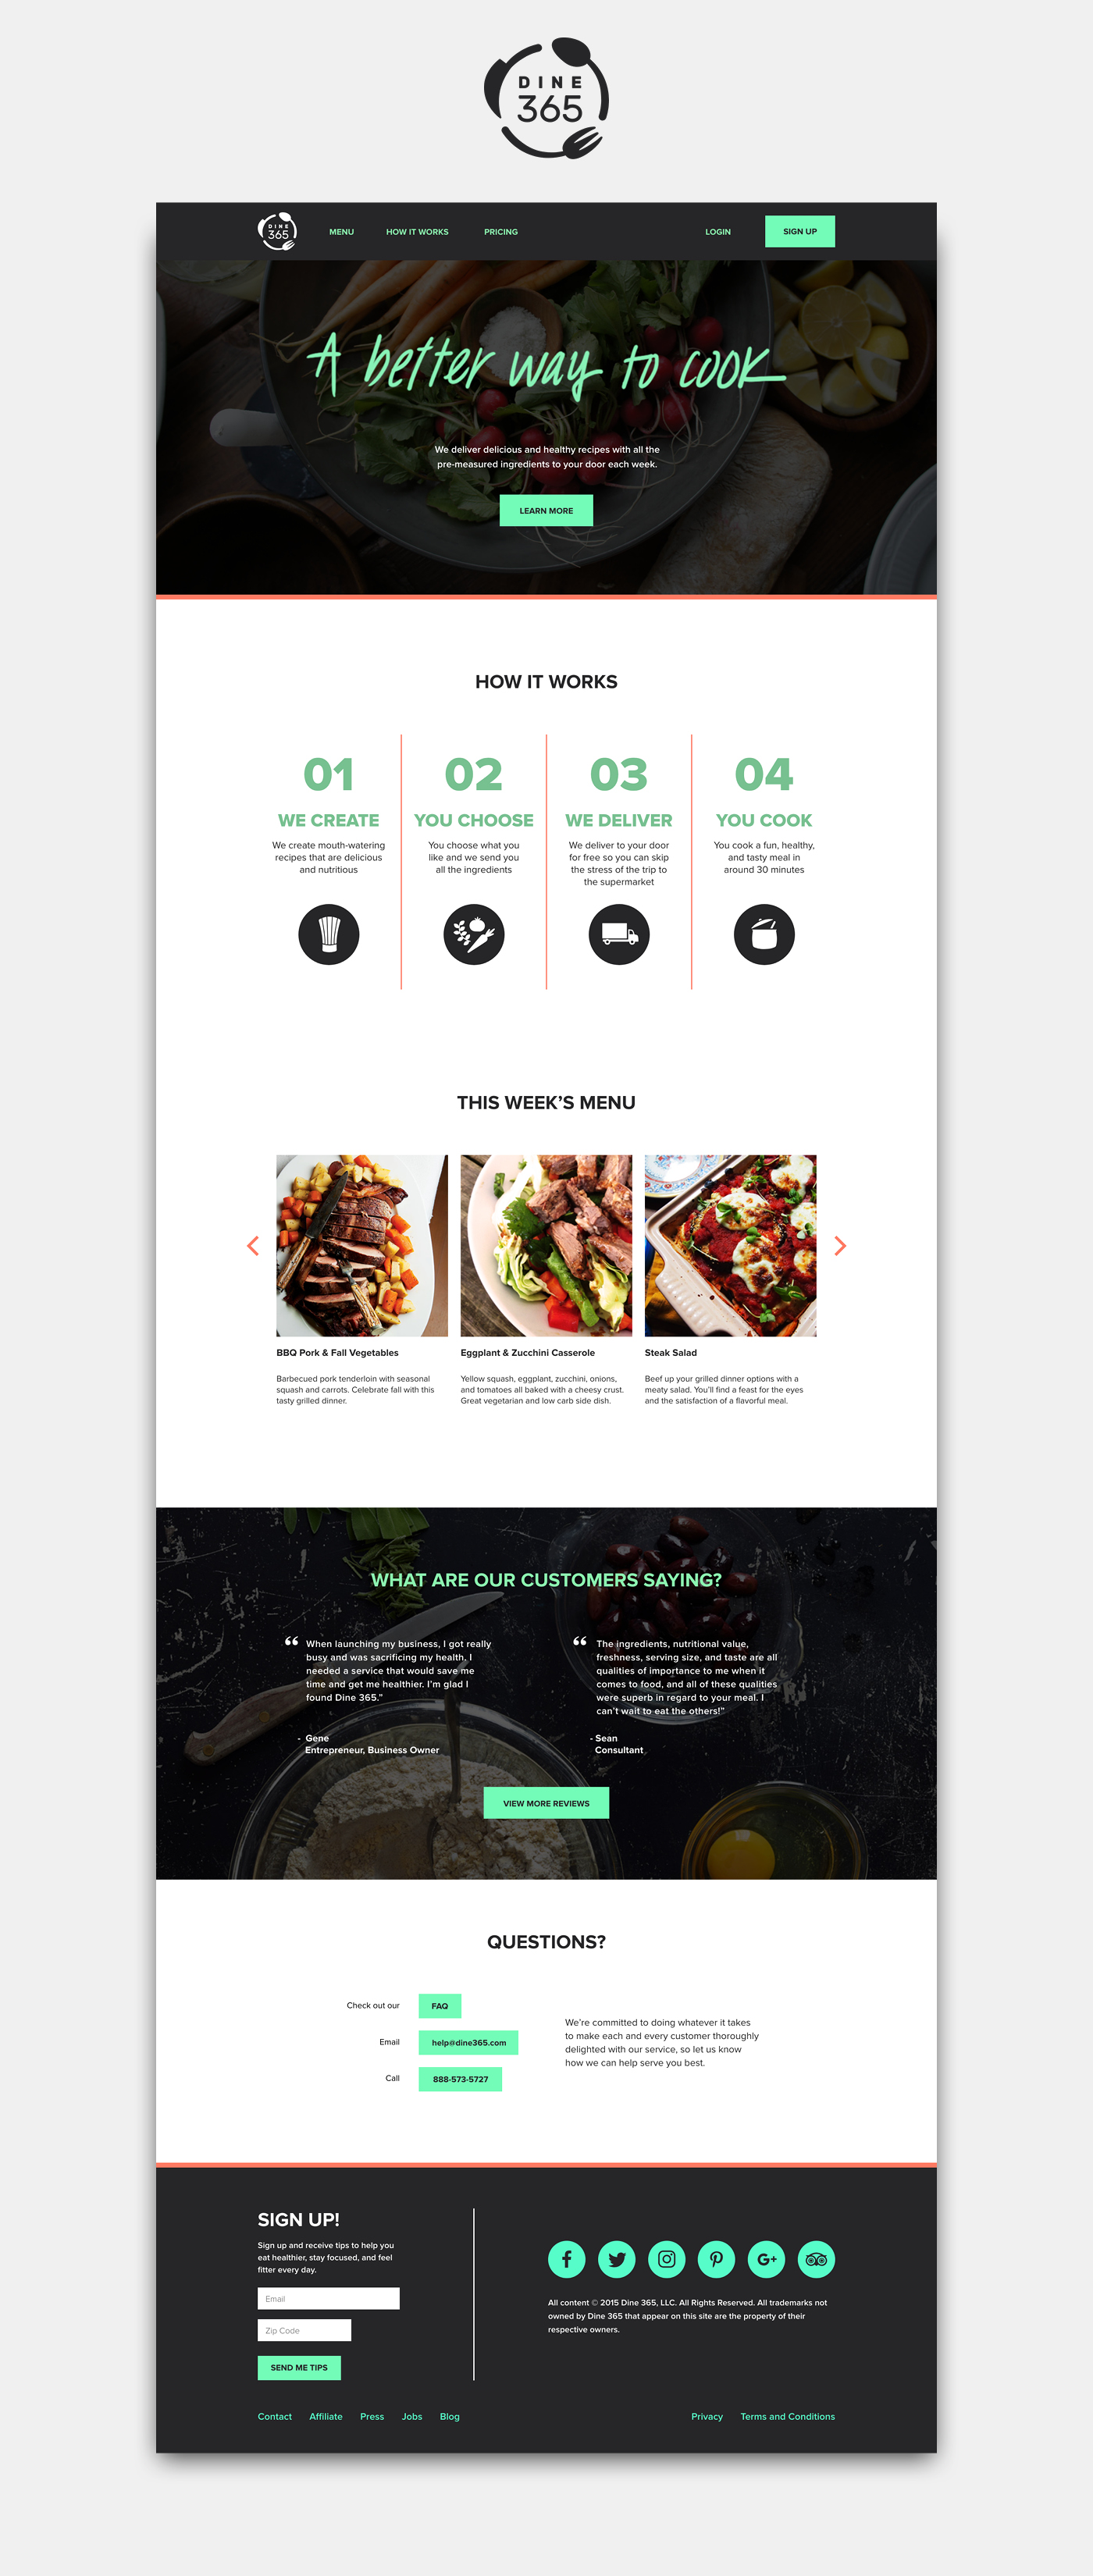 DINE
365
DINE
365
MENU
HOW IT WORKS
PRICING
LOGIN
SIGN UP
A better way to cook
We deliver delicious and healthy recipes with all the
pre-measured ingredients to your door each week.
LEARN MORE
HOW IT WORKS
01
WE CREATE
We create mouth-watering
recipes that are delicious
and nutritious
02
YOU CHOOSE
You choose what you
like and we send you
all the ingredients
03
WE DELIVER
We deliver to your door
for free so you can skip
the stress of the trip to
the supermarket
04
YOU COOK
You cook a fun, healthy,
and tasty meal in
around 30 minutes
THIS WEEK’S MENU
BBQ Pork & Fall Vegetables
Barbecued pork tenderloin with seasonal
squash and carrots. Celebrate fall with this
tasty grilled dinner.
Eggplant & Zucchini Casserole
Yellow squash, eggplant, zucchini, onions,
and tomatoes all baked with a cheesy crust.
Great vegetarian and low carb side dish.
Steak Salad
Beef up your grilled dinner options with a
meaty salad. You’ll find a feast for the eyes
and the satisfaction of a flavorful meal.
WHAT ARE OUR CUSTOMERS SAYING?
“ When launching my business, I got really
busy and was sacrificing my health, I
needed a service that would save me
time and get me healthier. I’m glad I
found Dine 365.”
- Gene
Entrepreneur, Business Owner
“ The ingredients, nutritional value,
freshness, serving size, and taste are all
qualities of importance to me when it
comes to food, and all of these qualities
were superb in regard to your meal. I
can’t wait to eat the others!”
- Sean
Consultant
VIEW MORE REVIEWS
QUESTIONS?
Check out our
FAQ
Email
help@dine365.com
Call
888-573-5727
We’re committed to doing whatever it takes
to make each and every customer thoroughly
delighted with our service, so let us know
how we can help serve you best.
SIGN UP!
Sign up and receive tips to help you
eat healthier, stay focused, and feel
fitter every day.
Email
Zip Code
SEND ME TIPS
All content © 2015 Dine 365, LLC. All Rights Reserved. All trademarks not
owned by Dine 365 that appear on this site are the property of their
respective owners.
Contact
Affiliate
Press
Jobs
Blog
Privacy
Terms and Conditions